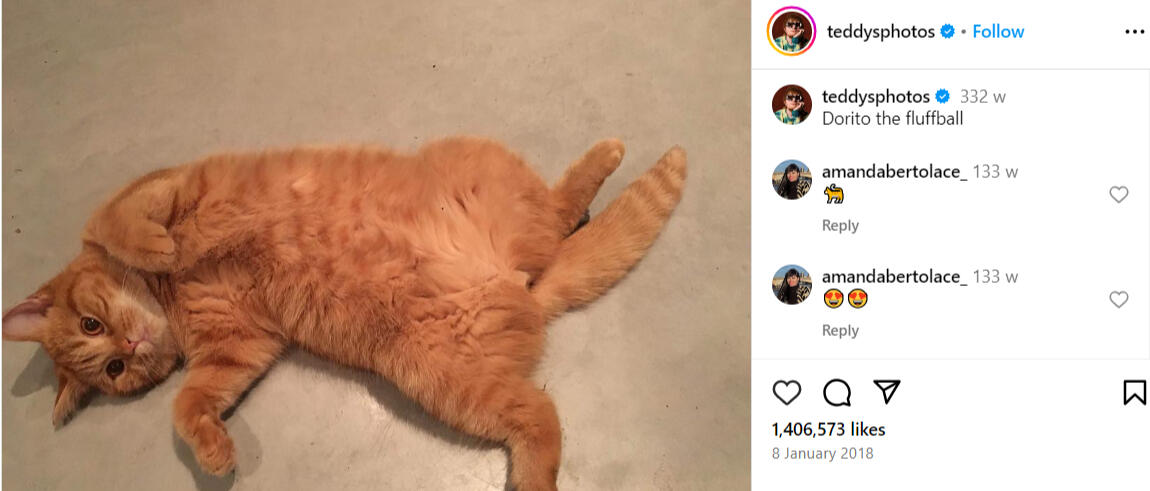 teddysphotos • Follow
teddysphotos 332 w
Dorito the fluffball
amandabertolace_ 133 w
🐈
Reply
amandabertolace_ 133 w
😍😍
Reply
1,406,573 likes
8 January 2018